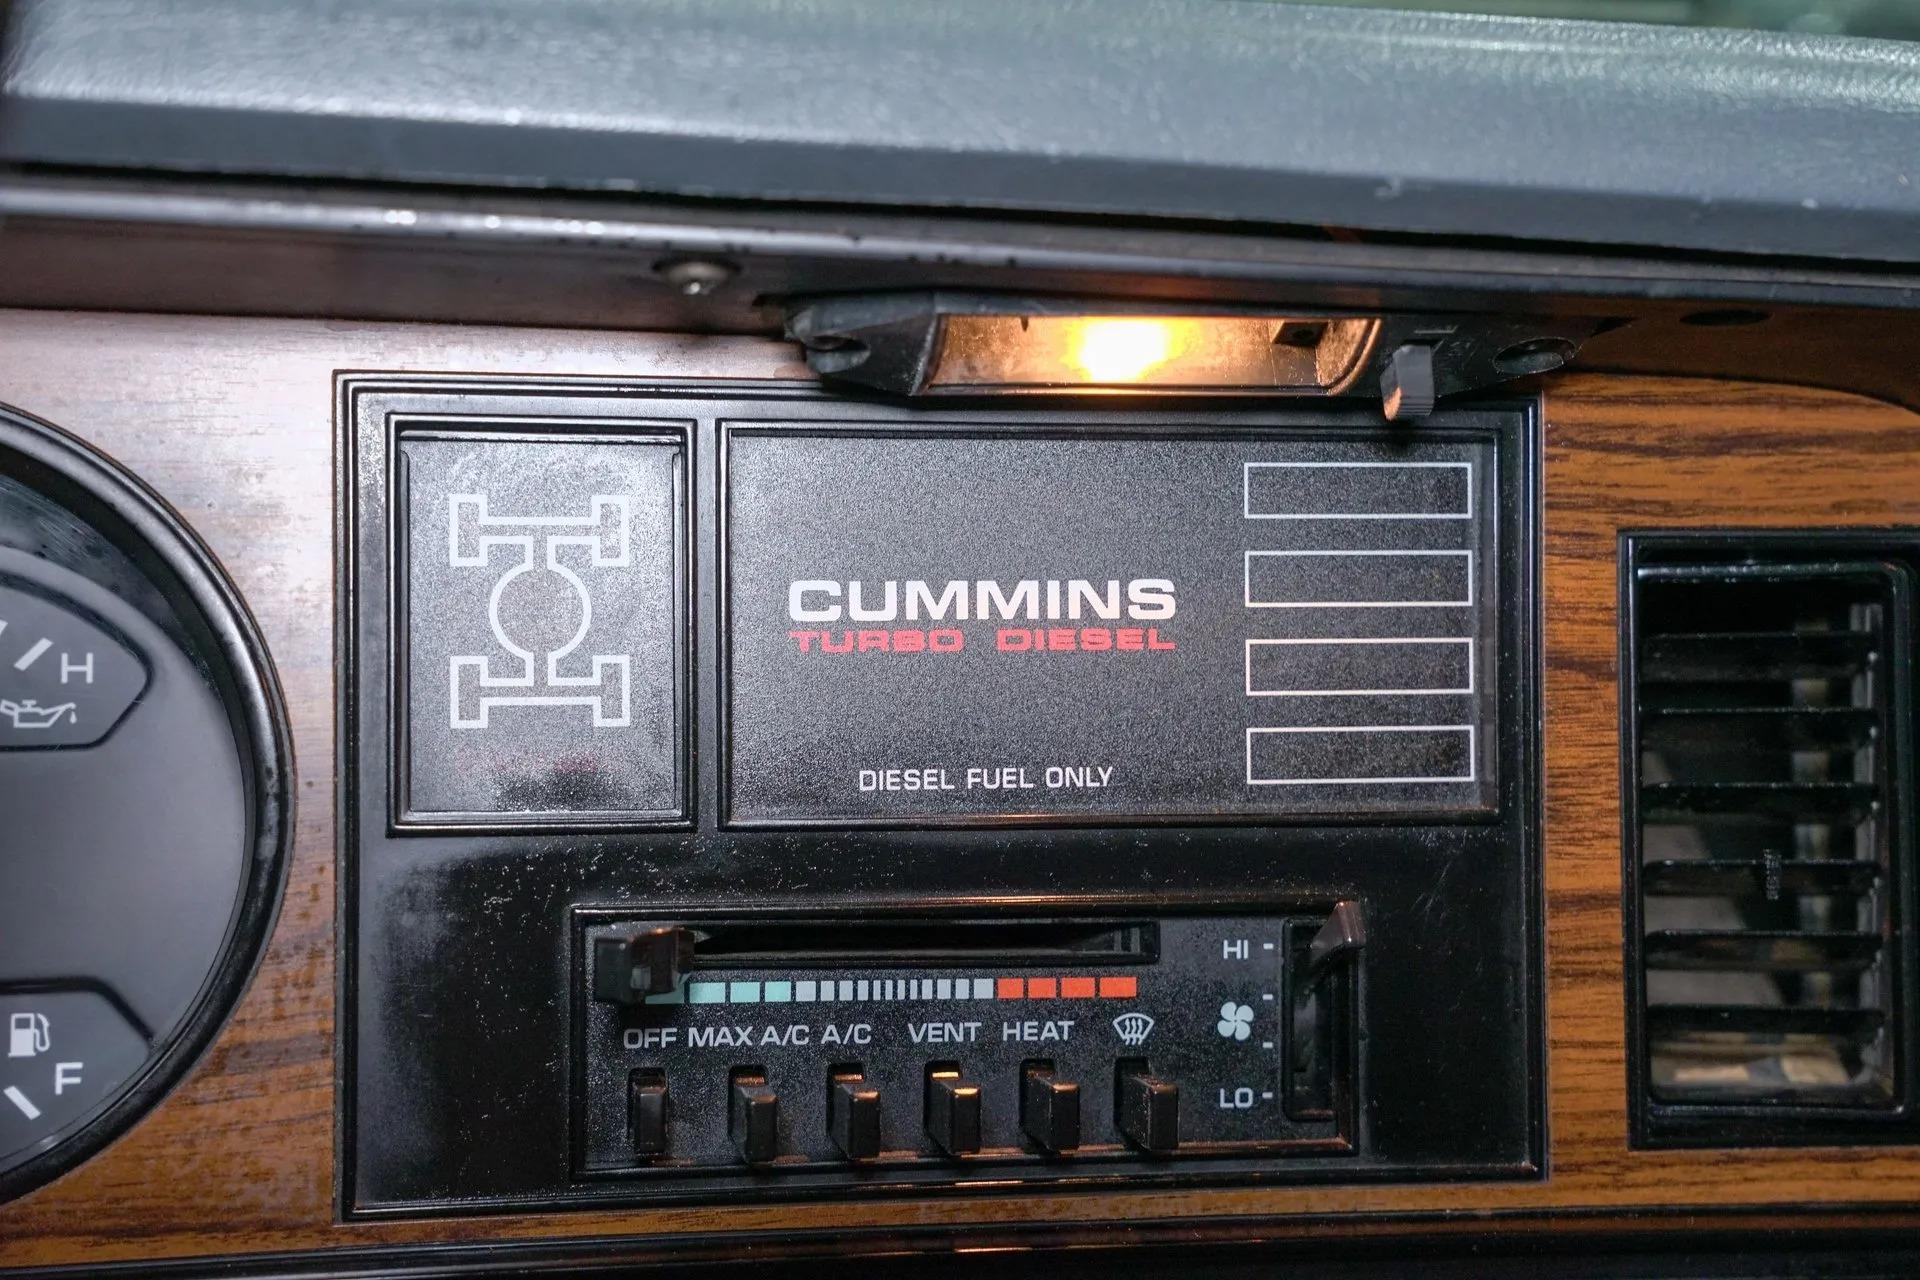 H
CUMMINS
TURBO DIESEL
DIESEL FUEL ONLY
HI
OFF MAX A/C A/C VENT HEAT
F
LO